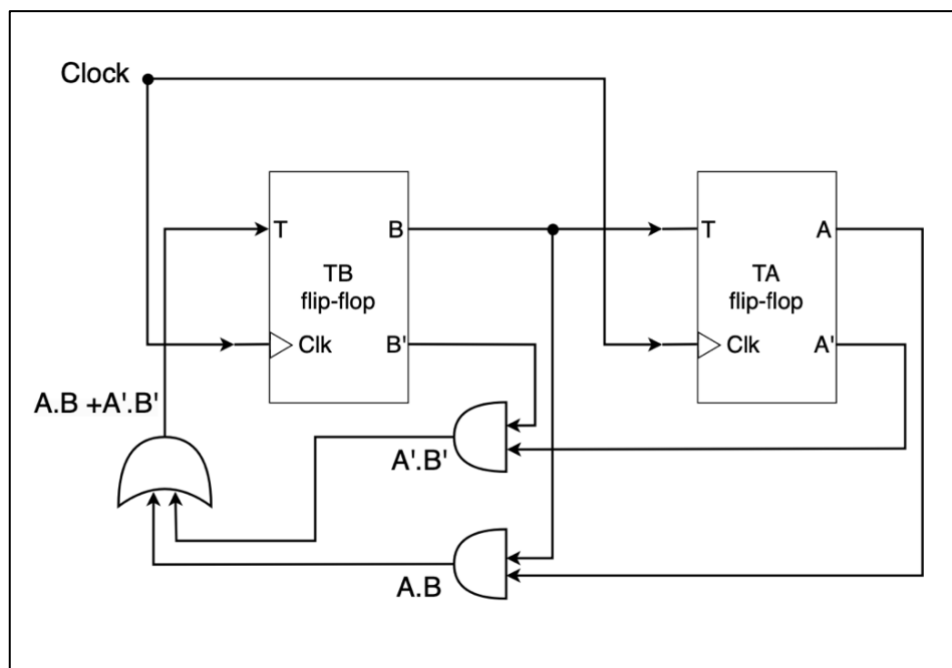 Clock
T
B
T
A
TB
flip-flop
TA
flip-flop
Clk
B'
Clk
A'
A.B +A'.B'
A'.B'
A.B